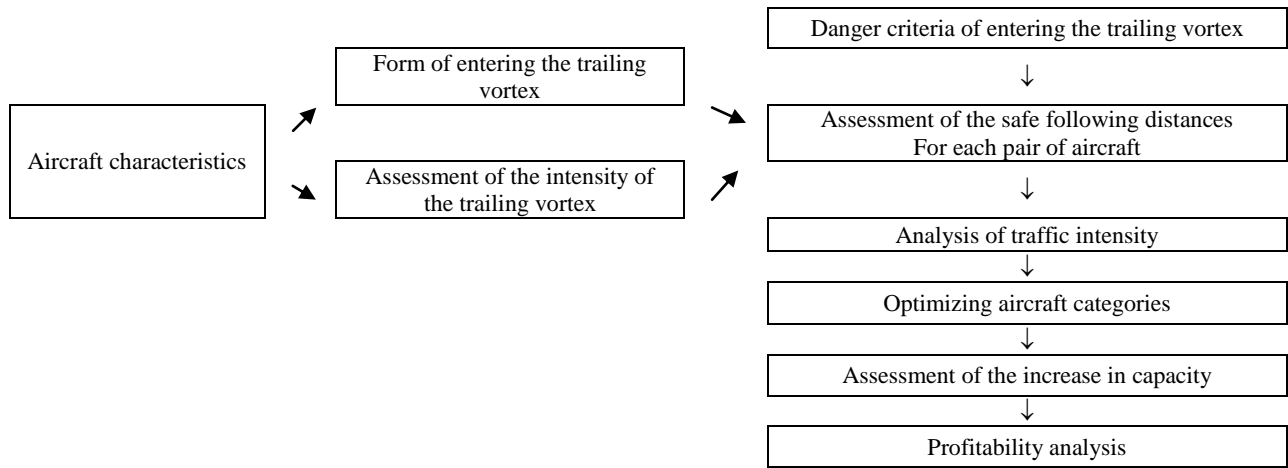 Danger criteria of entering the trailing vortex
Form of entering the trailing
vortex
Aircraft characteristics
Assessment of the safe following distances
For each pair of aircraft
Assessment of the intensity of
the trailing vortex
Analysis of traffic intensity
Optimizing aircraft categories
Assessment of the increase in capacity
Profitability analysis